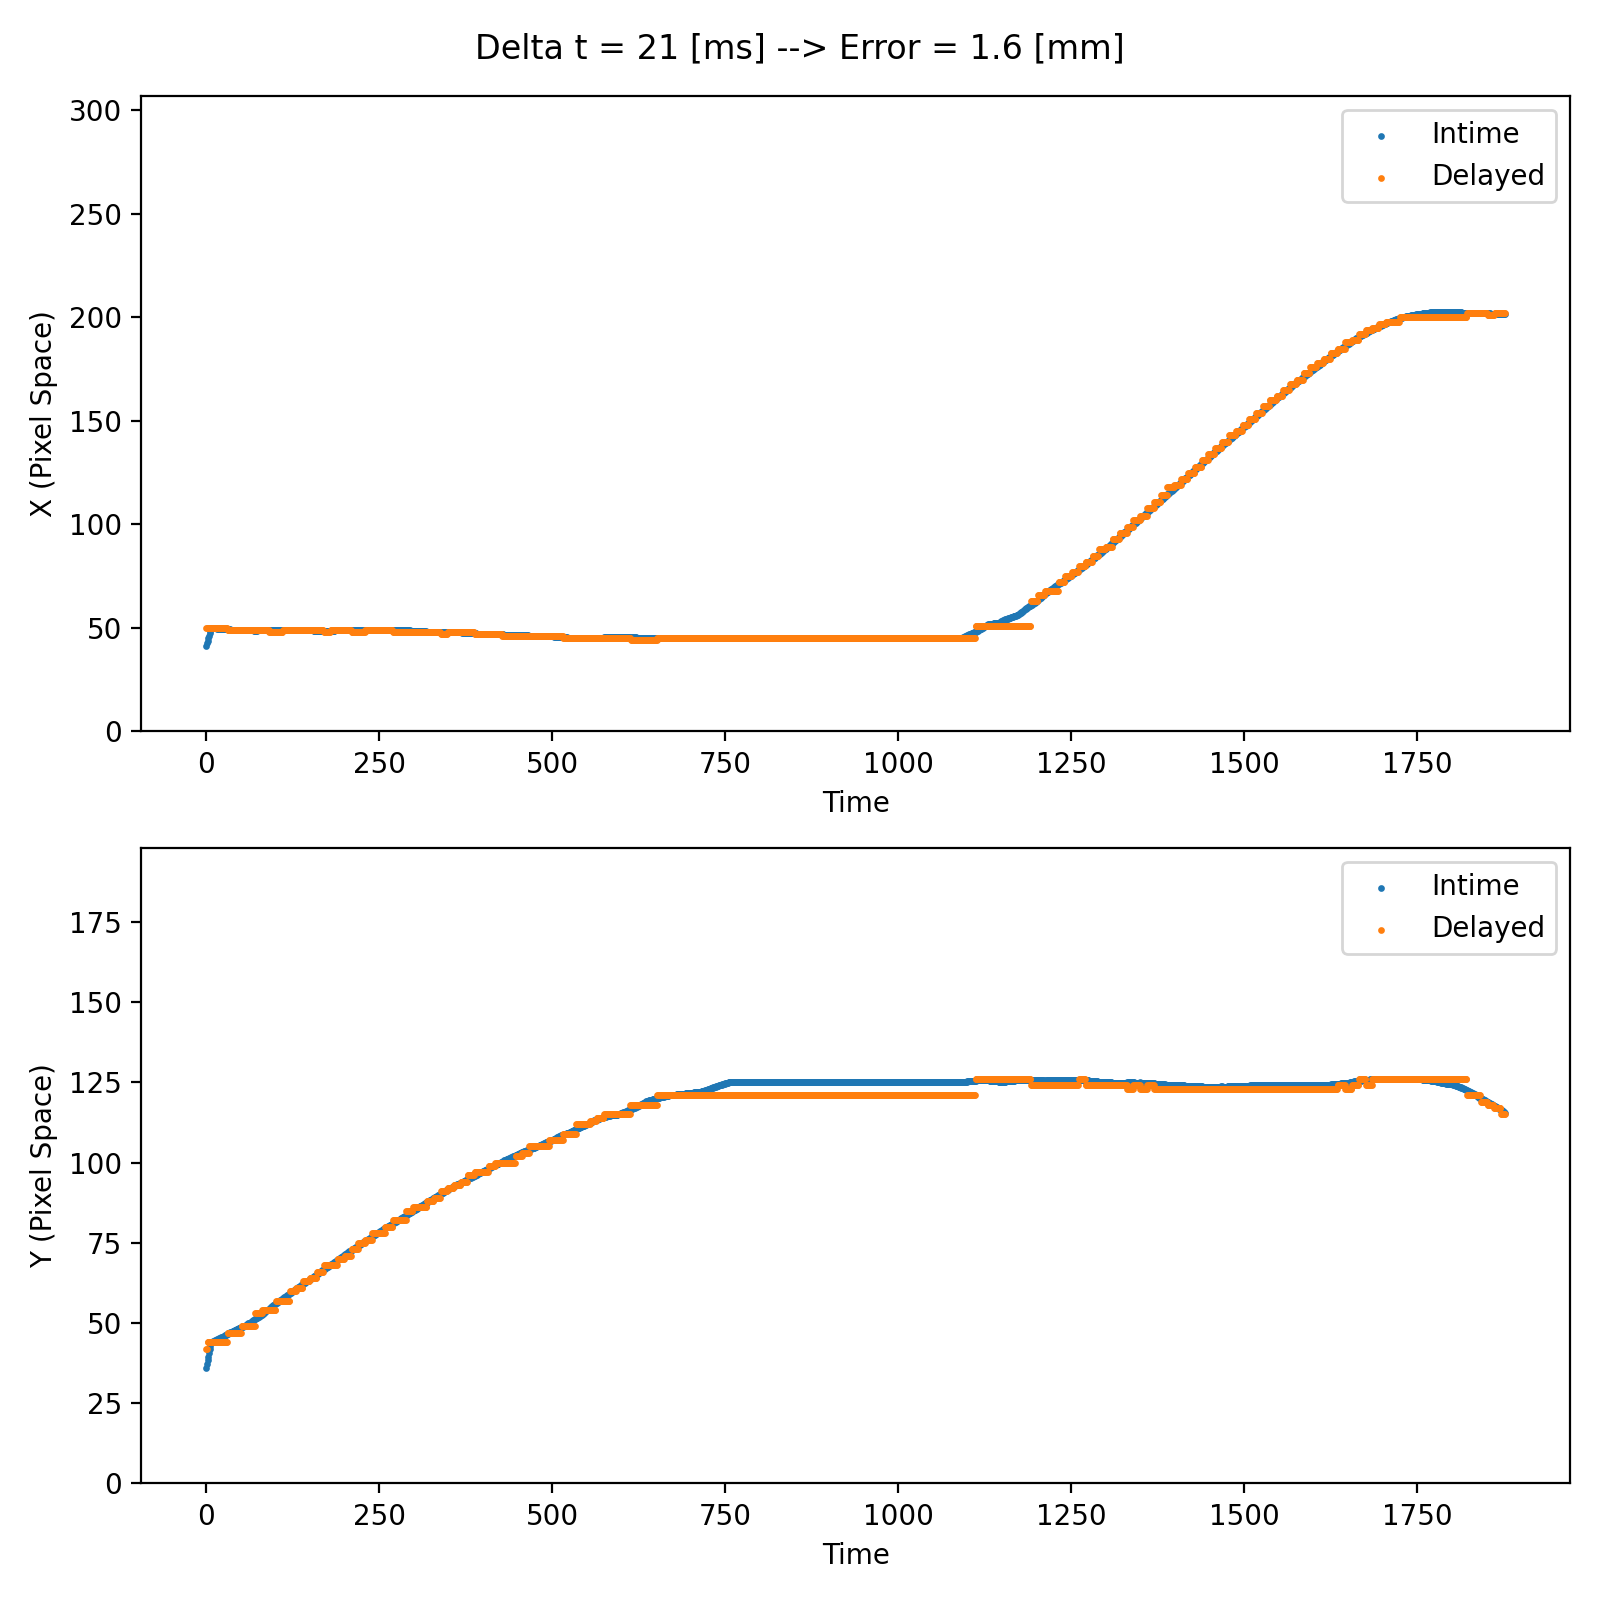 Delta t = 21 [ms] --> Error = 1.6 [mm]
300
250
200
150
100
50
0
X (Pixel Space)
Intime
Delayed
0 250 500 750 1000 1250 1500 1750
Time
175
150
125
100
75
50
25
0
Y (Pixel Space)
Intime
Delayed
0 250 500 750 1000 1250 1500 1750
Time